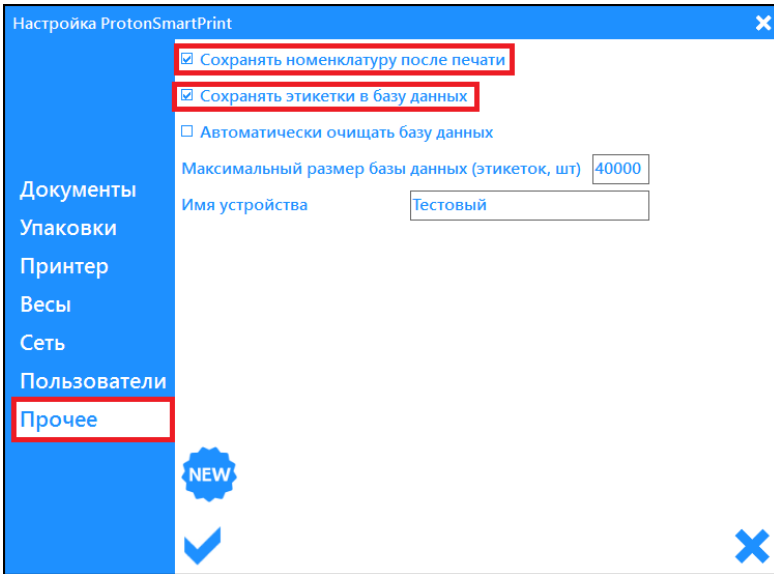 Настройка ProtonSmartPrint
Документы
Упаковки
Принтер
Весы
Сеть
Пользователи
Прочее
Сохранять номенклатуру после печати
Сохранять этикетки в базу данных
Автоматически очищать базу данных
Максимальный размер базы данных (этикеток, шт) 40000
Имя устройства Тестовый
NEW